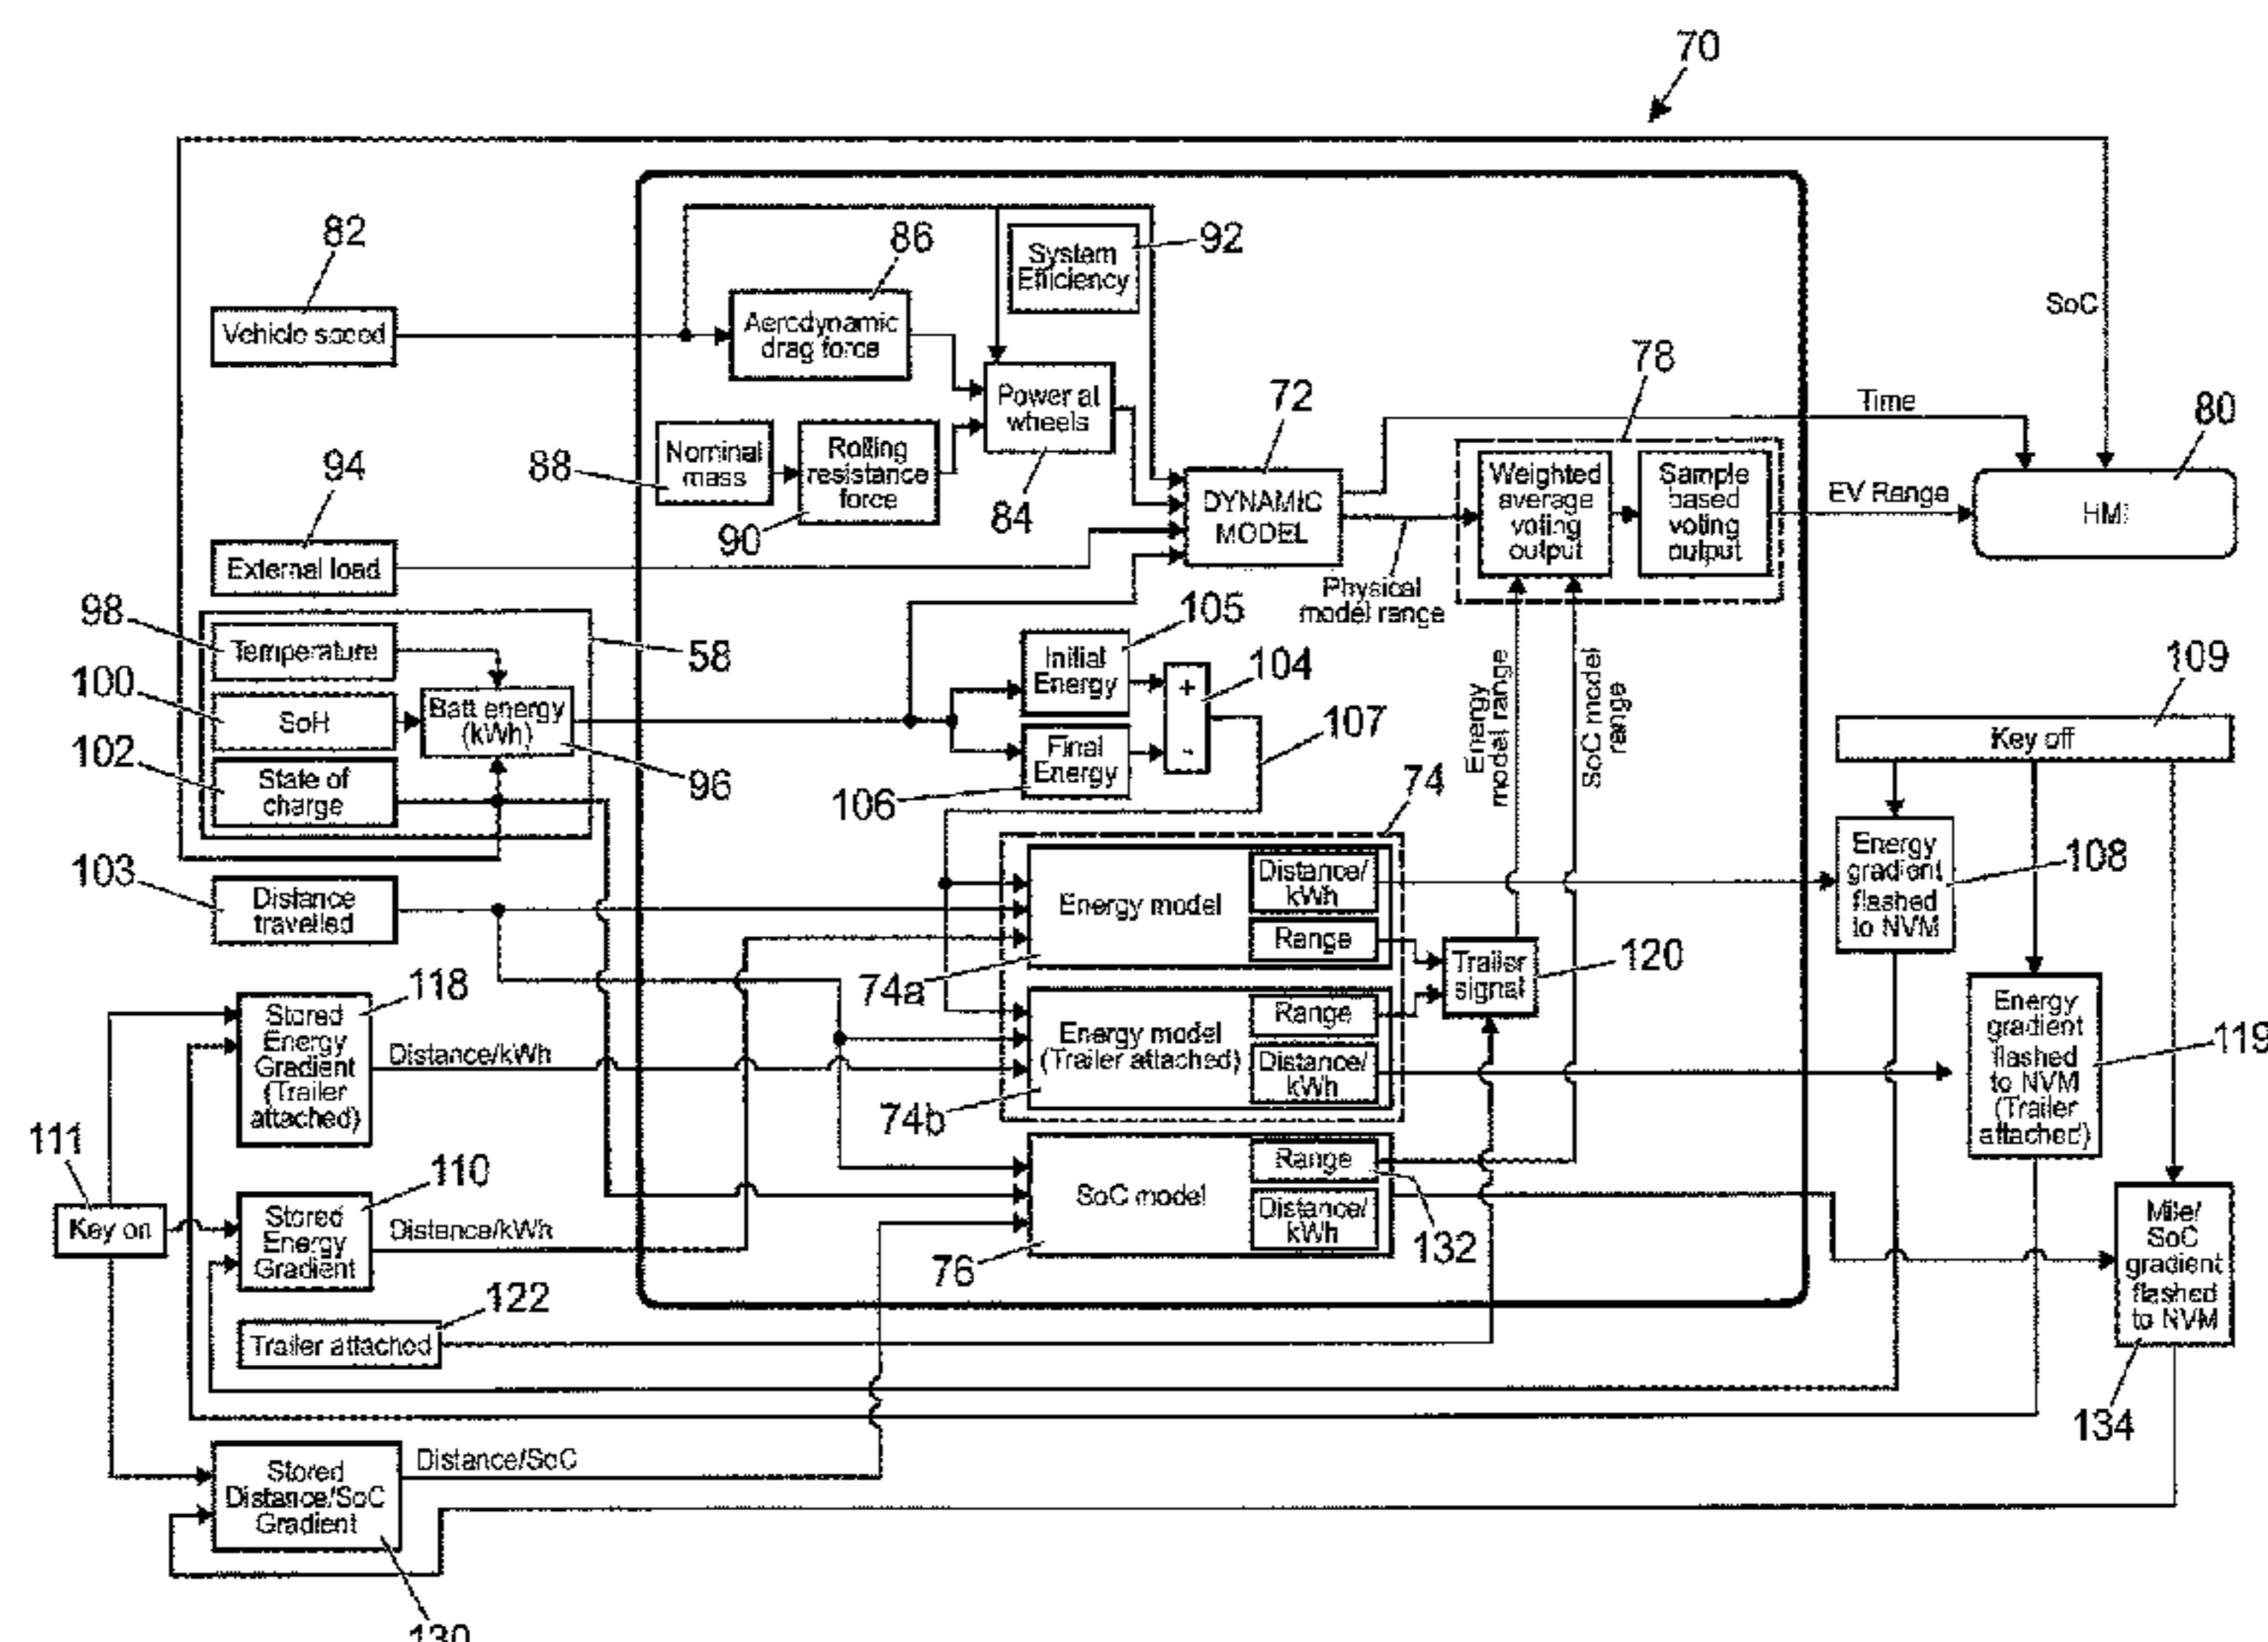 70
82
Vehicle speed
86
Aerodynamic
drag force
System
Efficiency
92
SoC
78
Power at
wheels
84
72
Time
80
94
88
Nominal
mass
Rolling
resistance
force
90
DYNAMIC
MODEL
Weighted
average
voting
output
Sample
based
voting
output
EV Range
HMI
External load
Physical
model range
98
Temperature
58
100
SoH
Batt energy
(kWh)
96
102
State of
charge
105
Initial
Energy
+
-
104
Final
Energy
106
107
Energy
model range
SoC model
range
109
Key off
74
103
Distance
travelled
Energy model
Distance/
kWh
Range
74a
Energy
gradient
flashed
to NVM
108
Trailer
signal
120
118
Stored
Energy
Gradient
(Trailer
attached)
Distance/kWh
Energy model
(Trailer attached)
Range
Distance/
kWh
74b
Energy
gradient
flashed
to NVM
(Trailer
attached)
119
111
Key on
110
Stored
Energy
Gradient
Distance/kWh
SoC model
Range
Distance/
kWh
76
132
Mile/
SoC
gradient
flashed
to NVM
134
122
Trailer attached
Stored
Distance/SoC
Gradient
Distance/SoC
130